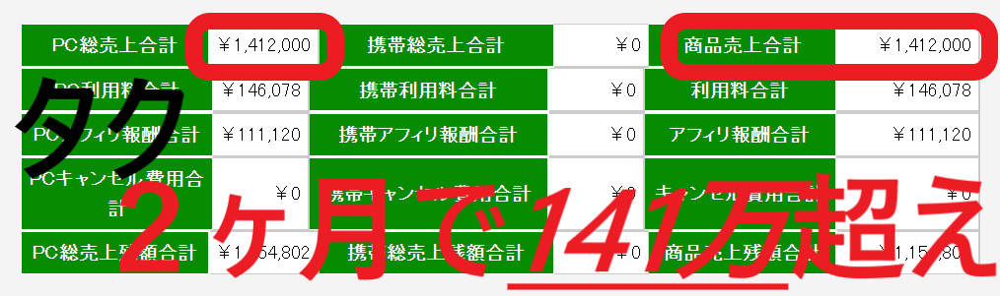 PC総売上合計 ￥1,412,000 携帯総売上合計 ￥0 商品売上合計 ￥1,412,000
PC利用料合計 ￥146,078 携帯利用料合計 ￥0 利用料合計 ￥146,078
タク
PCアフィリ報酬合計 ￥111,120 携帯アフィリ報酬合計 ￥0 アフィリ報酬合計 ￥111,120
PCキャンセル費用合計 ￥0 携帯キャンセル費用合計 ￥0 キャンセル費用合計 ￥0
2ヶ月で141万超え
PC総売上残額合計 ￥1,154,802 携帯総売上残額合計 ￥0 商品売上残額合計 ￥1,154,802